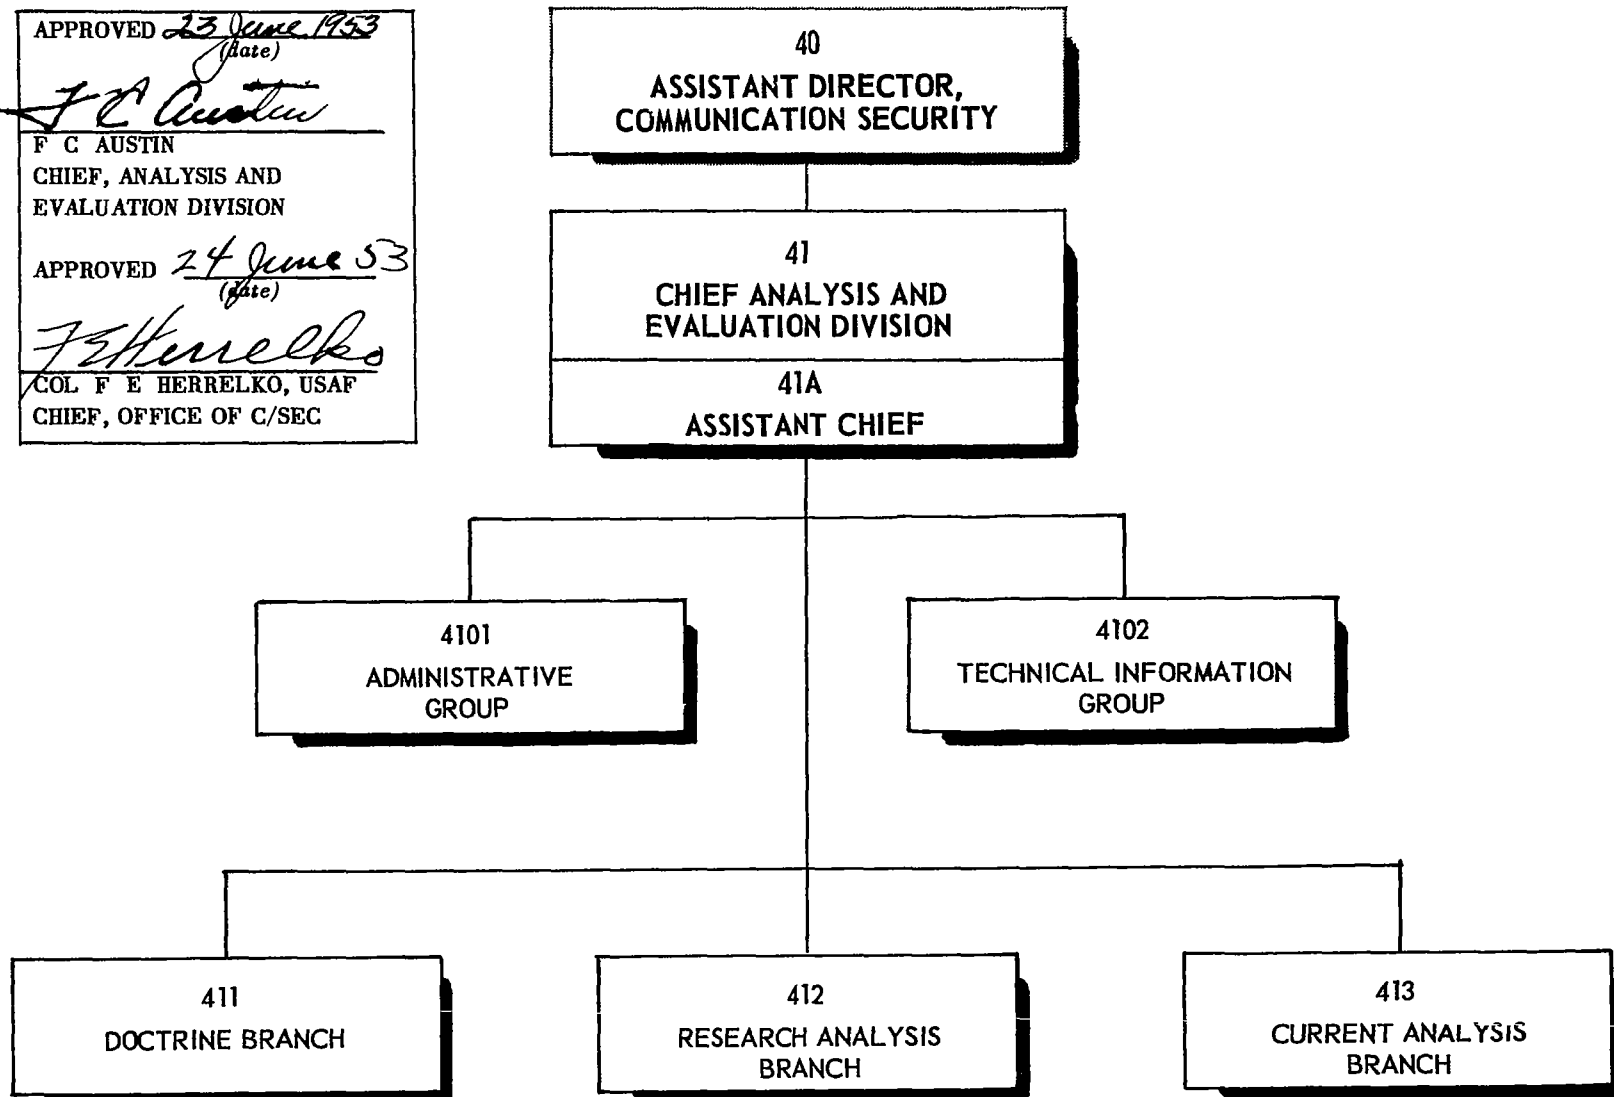 APPROVED 23 June 1953
(date)
F C Austin
F C AUSTIN
CHIEF, ANALYSIS AND
EVALUATION DIVISION
APPROVED 24 June 53
(date)
F E Herrelko
COL F E HERRELKO, USAF
CHIEF, OFFICE OF C/SEC
40
ASSISTANT DIRECTOR,
COMMUNICATION SECURITY
41
CHIEF ANALYSIS AND
EVALUATION DIVISION
41A
ASSISTANT CHIEF
4101
ADMINISTRATIVE
GROUP
4102
TECHNICAL INFORMATION
GROUP
411
DOCTRINE BRANCH
412
RESEARCH ANALYSIS
BRANCH
413
CURRENT ANALYSIS
BRANCH